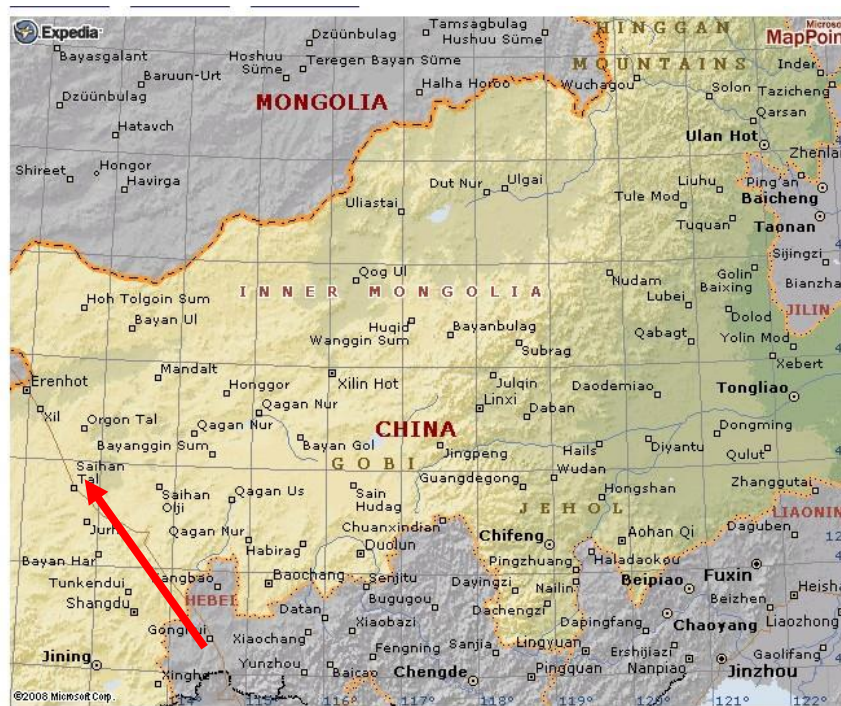 Expedia
Microsoft
MapPoin
Tamsagbulag
Hushuu Süme
Dzüünbulag
Bayasgalant
Hoshuu
Süme
Teregen Bayan Süme
HINGGAN
MOUNTAINS
Inder
Baruun-Urt
Halha Horoo
Wuchagou
Solon
Tazicheng
Dzüünbulag
MONGOLIA
Qarsan
Hatavch
Ulan Hot
Zhenlai
Shireet
Hongor
Havirga
Dut Nur
Ulgai
Liuhu
Ping'an
Uliastai
Tule Mod
Baicheng
Tuquan
Taonan
Sijingzi
Qog Ul
Nudam
Golin
Baixing
Bianzha
INNER MONGOLIA
Hoh Tolgoin Sum
Lubei
JILIN
Bayan Ul
Huqid
Wanggin Sum
Bayanbulag
Dolod
Qabagt
Yolin Mod
Subrag
Xebert
Mandalt
Erenhot
Honggor
Xilin Hot
Julqin
Daodemiao
Tongliao
Linxi
Xil
Qagan Nur
Daban
Orgon Tal
Qagan Nur
CHINA
Dongming
Bayanggin Sum
Bayan Gol
Jingpeng
Hails
Diyantu
Qulut
Saihan
Tal
GOBI
Wudan
Saihan
Olji
Qagan Us
Sain
Hudag
Guangdegong
Hongshan
Zhanggutai
JEHOL
LIAONIN
Chuanxindian
Daguben
Qagan Nur
Habirag
Duolun
Chifeng
Aohan Qi
Bayan Har
Pingzhuang
Haladaokou
Fuxin
Tunkendui
Baochang
Senjitu
Dayingzi
Nailin
Beipiao
Heisha
Shangdu
HEBEI
Datan
Bugugou
Dachengzi
Beizhen
Xiaochang
Xiaobazi
Dapingfang
Chaoyang
Liaozhong
Fengning
Sanjia
Lingyuan
Ershijiazi
Gaolifang
Jining
Yunzhou
Baicao
Chengde
Pingquan
Nanpiao
Jinzhou
©2008 Microsoft Corp.
115°
116°
117°
118°
119°
120°
121°
122°